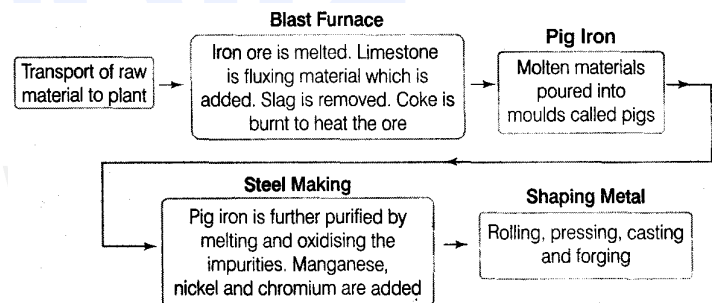 Blast Furnace
Transport of raw
material to plant
Iron ore is melted. Limestone
is fluxing material which is
added. Slag is removed. Coke is
burnt to heat the ore
Pig Iron
Molten materials
poured into
moulds called pigs
Steel Making
Pig iron is further purified by
melting and oxidising the
impurities. Manganese,
nickel and chromium are added
Shaping Metal
Rolling, pressing, casting
and forging